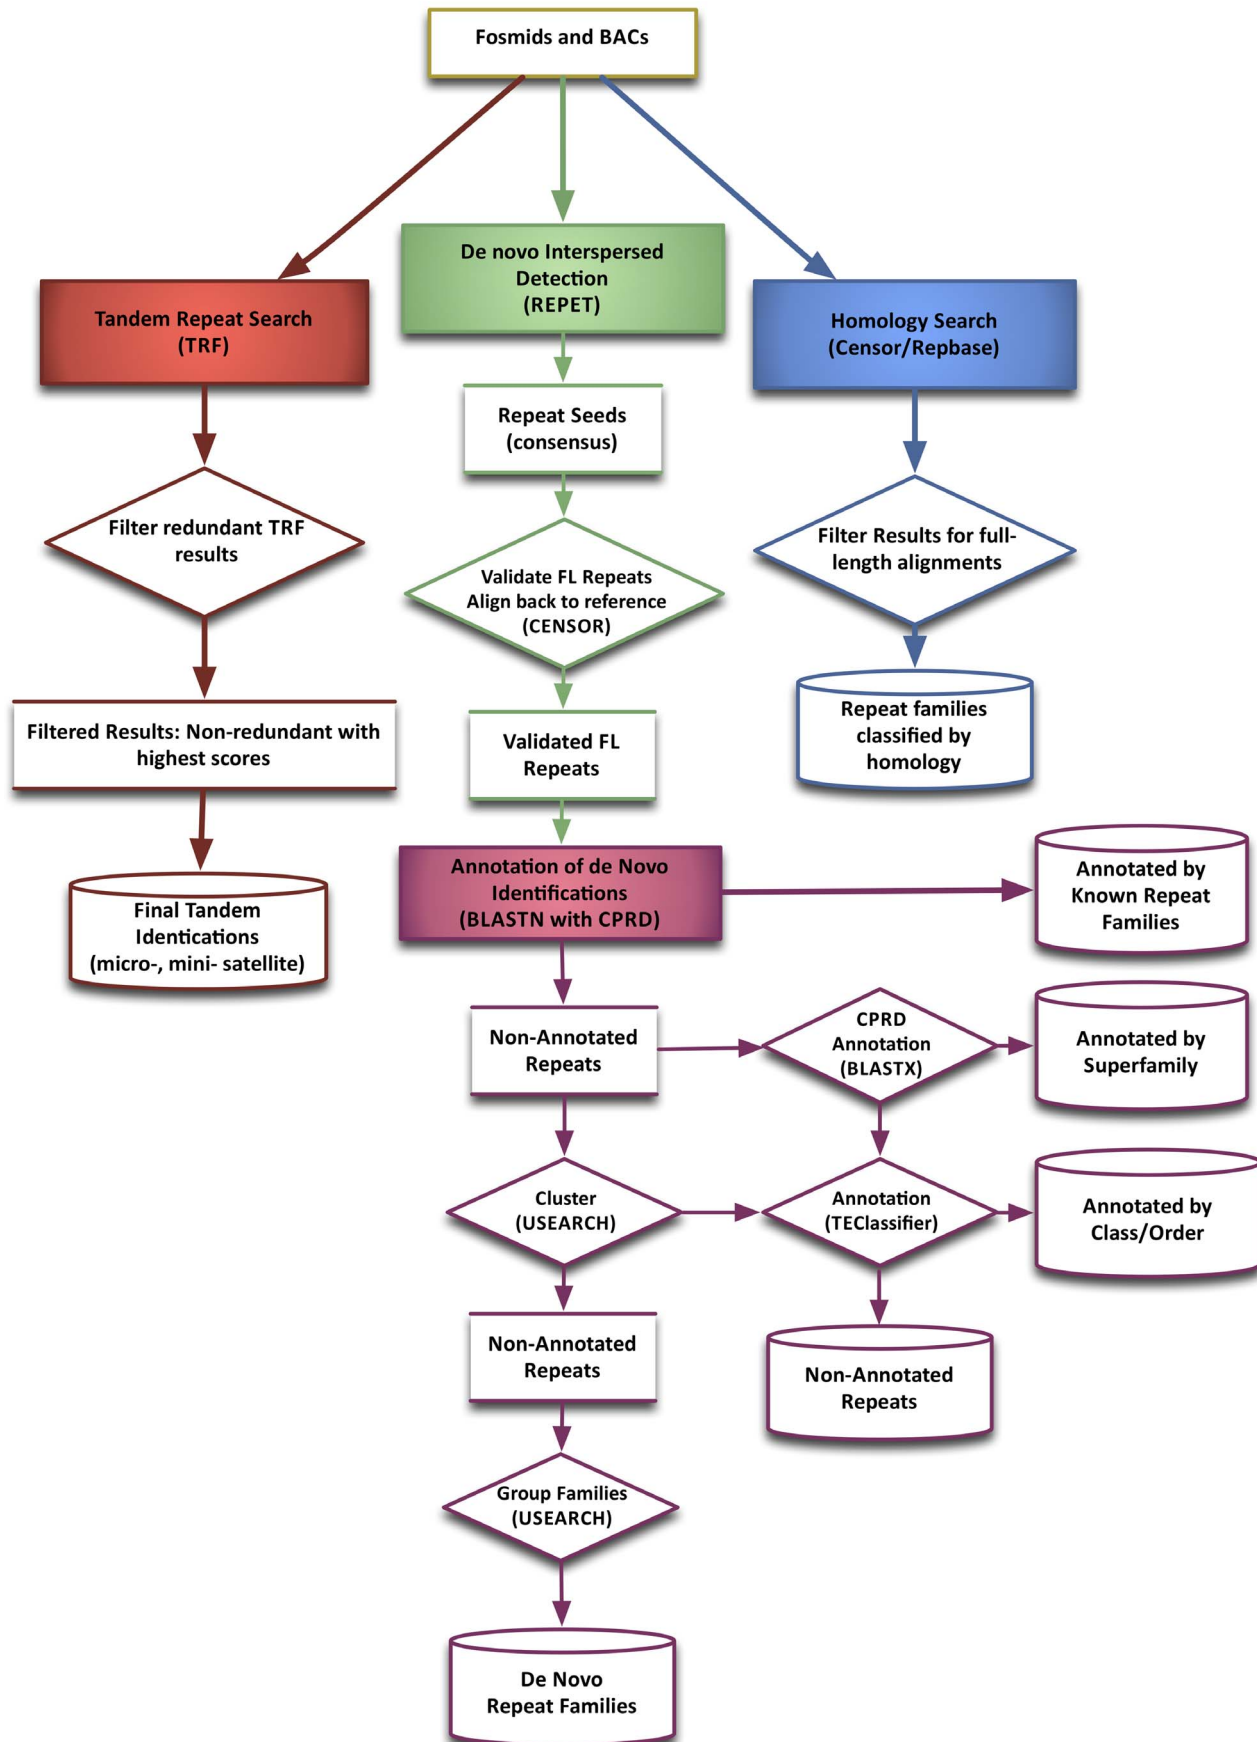 Fosmids and BACs
Tandem Repeat Search
(TRF)
De novo Interspersed
Detection
(REPET)
Homology Search
(Censor/Repbase)
Repeat Seeds
(consensus)
Filter redundant TRF
results
Validate FL Repeats
Align back to reference
(CENSOR)
Filter Results for full-
length alignments
Filtered Results: Non-redundant with
highest scores
Validated FL
Repeats
Repeat families
classified by
homology
Final Tandem
Identications
(micro-, mini- satellite)
Annotation of de Novo
Identifications
(BLASTN with CPRD)
Annotated by
Known Repeat
Families
Non-Annotated
Repeats
CPRD
Annotation
(BLASTX)
Annotated by
Superfamily
Cluster
(USEARCH)
Annotation
(TEClassifier)
Annotated by
Class/Order
Non-Annotated
Repeats
Non-Annotated
Repeats
Group Families
(USEARCH)
De Novo
Repeat Families